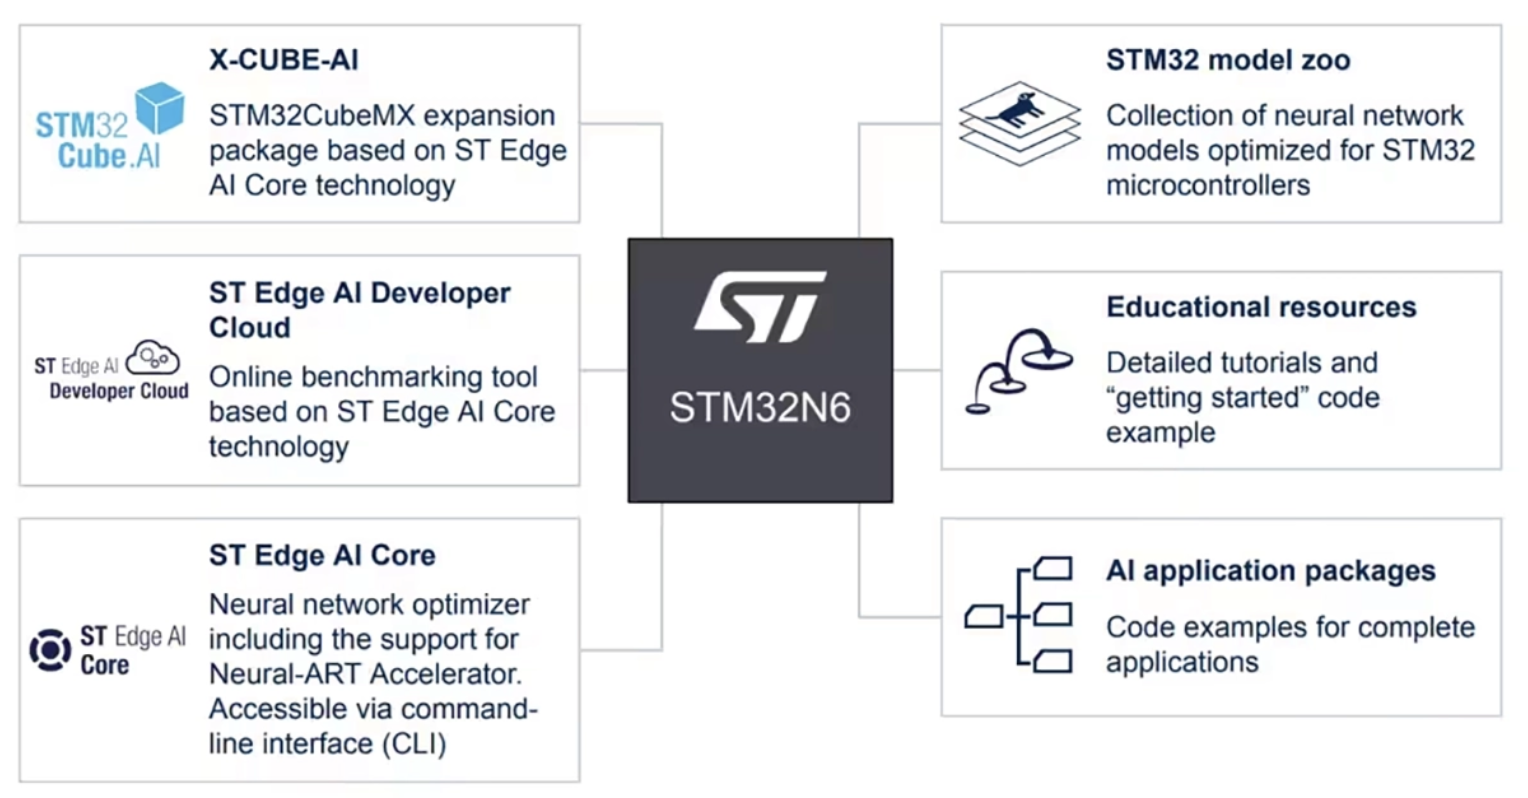 X-CUBE-AI
STM32
Cube.AI
STM32CubeMX expansion
package based on ST Edge
AI Core technology
ST Edge AI Developer
Cloud
ST Edge AI
Developer Cloud
Online benchmarking tool
based on ST Edge AI Core
technology
ST Edge AI Core
ST Edge AI
Core
Neural network optimizer
including the support for
Neural-ART Accelerator.
Accessible via command-
line interface (CLI)
ST
STM32N6
STM32 model zoo
Collection of neural network
models optimized for STM32
microcontrollers
Educational resources
Detailed tutorials and
“getting started” code
example
AI application packages
Code examples for complete
applications